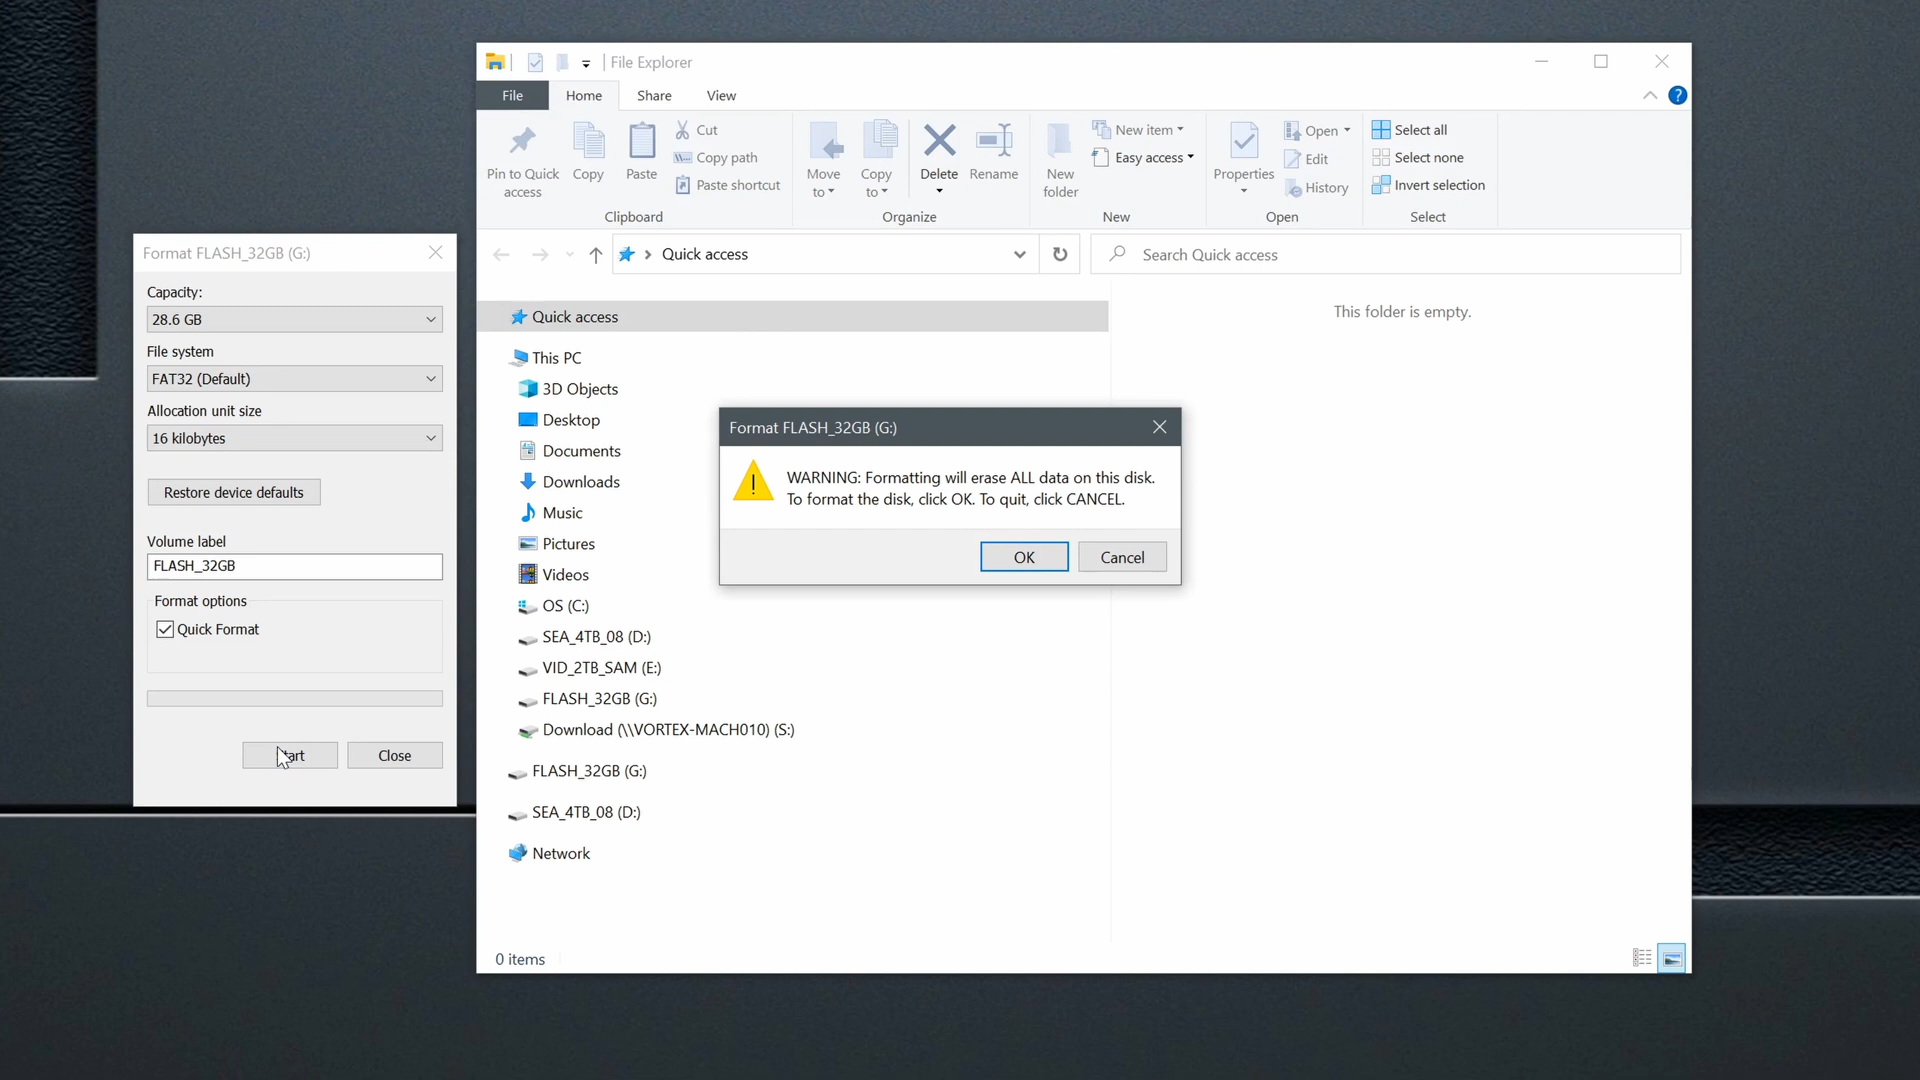 File Explorer
File
Home
Share
View
?
Pin to Quick
access
Copy
Paste
Cut
Copy path
Paste shortcut
Clipboard
Move
to
Copy
to
Delete
Rename
Organize
New
folder
New item
Easy access
New
Properties
Open
Edit
History
Open
Select all
Select none
Invert selection
Select
Quick access
Search Quick access
Format FLASH_32GB (G:)
Capacity:
28.6 GB
File system
FAT32 (Default)
Allocation unit size
16 kilobytes
Restore device defaults
Volume label
FLASH_32GB
Format options
Quick Format
Close
Quick access
This PC
3D Objects
Desktop
Documents
Downloads
Music
Pictures
Videos
OS (C:)
SEA_4TB_08 (D:)
VID_2TB_SAM (E:)
FLASH_32GB (G:)
Download (\\VORTEX-MACH010) (S:)
FLASH_32GB (G:)
SEA_4TB_08 (D:)
Network
This folder is empty.
Format FLASH_32GB (G:)
WARNING: Formatting will erase ALL data on this disk.
To format the disk, click OK. To quit, click CANCEL.
OK
Cancel
0 items